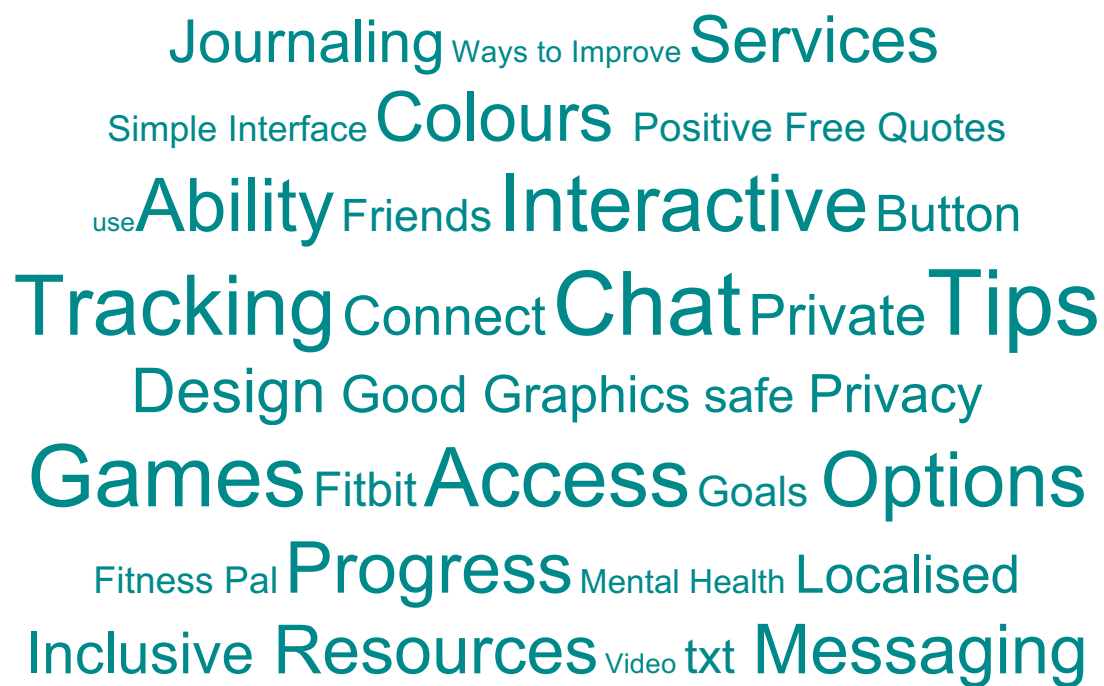 Journaling Ways to Improve Services
Simple Interface Colours Positive Free Quotes
use Ability Friends Interactive Button
Tracking Connect Chat Private Tips
Design Good Graphics safe Privacy
Games Fitbit Access Goals Options
Fitness Pal Progress Mental Health Localised
Inclusive Resources Video txt Messaging